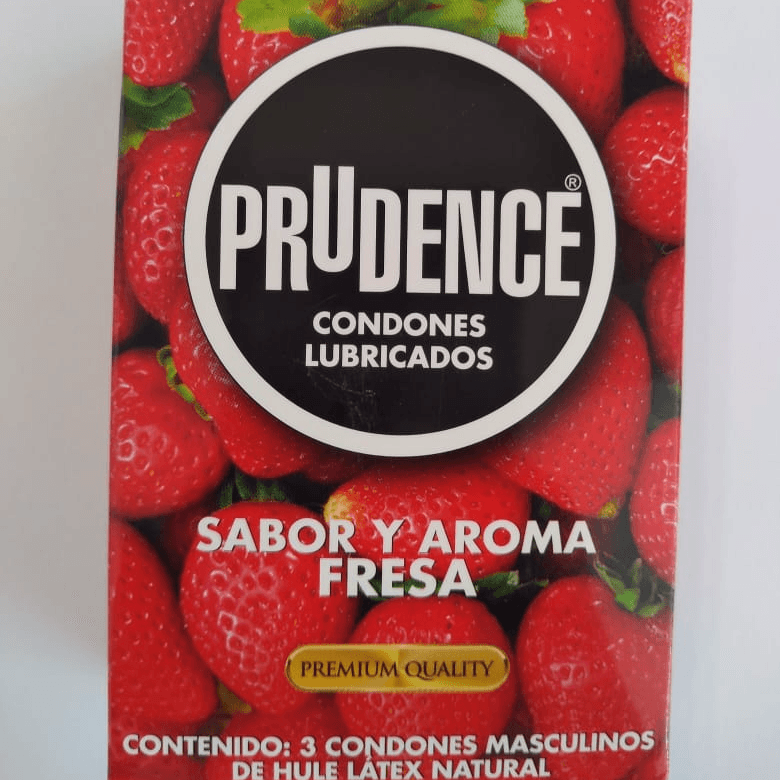 PRUDENCE®
CONDONES
LUBRICADOS
SABOR Y AROMA
FRESA
PREMIUM QUALITY
CONTENIDO: 3 CONDONES MASCULINOS
DE HULE LÁTEX NATURAL